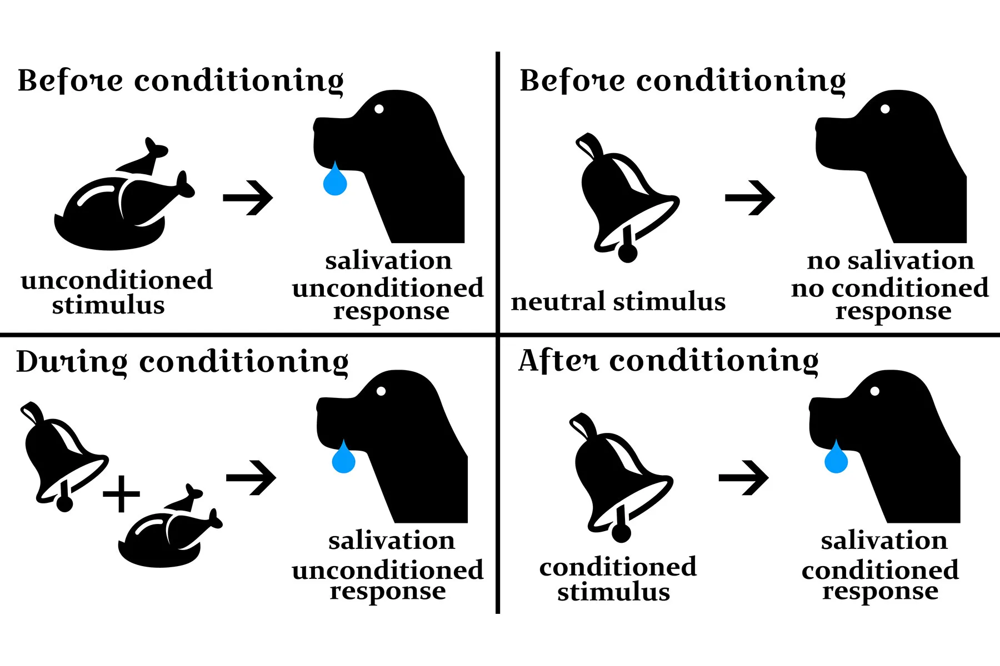 Before conditioning
unconditioned
stimulus
salivation
unconditioned
response
Before conditioning
neutral stimulus
no salivation
no conditioned
response
During conditioning
+
salivation
unconditioned
response
After conditioning
conditioned
stimulus
salivation
conditioned
response